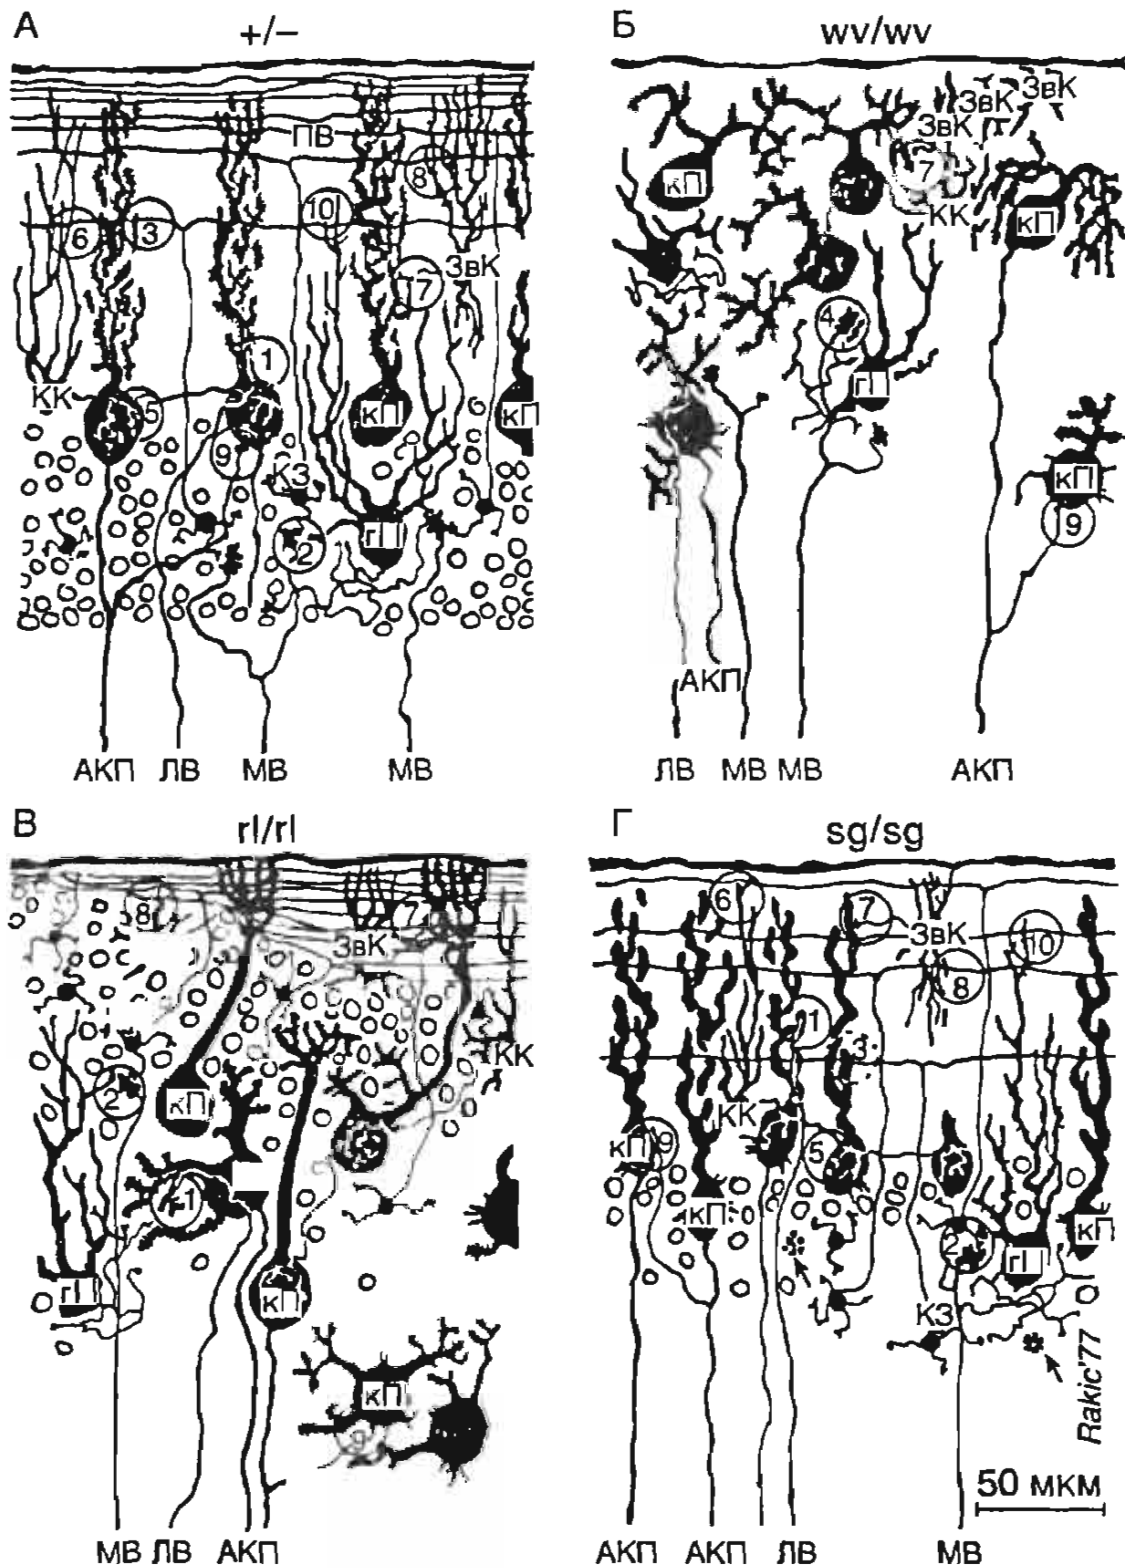 А
+/–
ПВ
8
10
6
3
ЗвК
7
1
КК
5
кП
кП
9
КЗ
2
гП
АКП ЛВ МВ МВ
Б
wv/wv
ЗвК
ЗвК
ЗвК
7
кП
КК
кП
4
гП
кП
9
АКП
ЛВ МВ МВ АКП
В
rl/rl
8
7
ЗвК
КК
2
кП
1
гП
кП
кП
9
МВ ЛВ АКП
Г
sg/sg
6
7
ЗвК
10
8
1
3
КК
кП
9
5
кП
кП
2
гП
КЗ
Rakic'77
50 мкм
АКП АКП ЛВ МВ